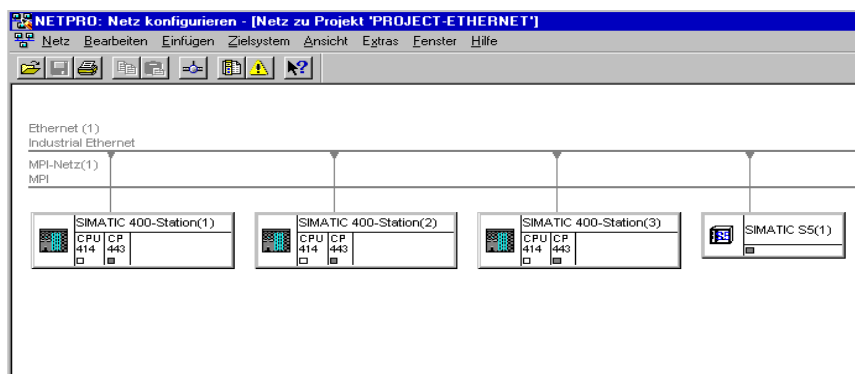 NETPRO: Netz konfigurieren - [Netz zu Projekt 'PROJECT-ETHERNET']
Netz Bearbeiten Einfügen Zielsystem Ansicht Extras Fenster Hilfe
Ethernet (1)
Industrial Ethernet
MPI-Netz(1)
MPI
SIMATIC 400-Station(1)
CPU CP
414 443
SIMATIC 400-Station(2)
CPU CP
414 443
SIMATIC 400-Station(3)
CPU CP
414 443
SIMATIC S5(1)